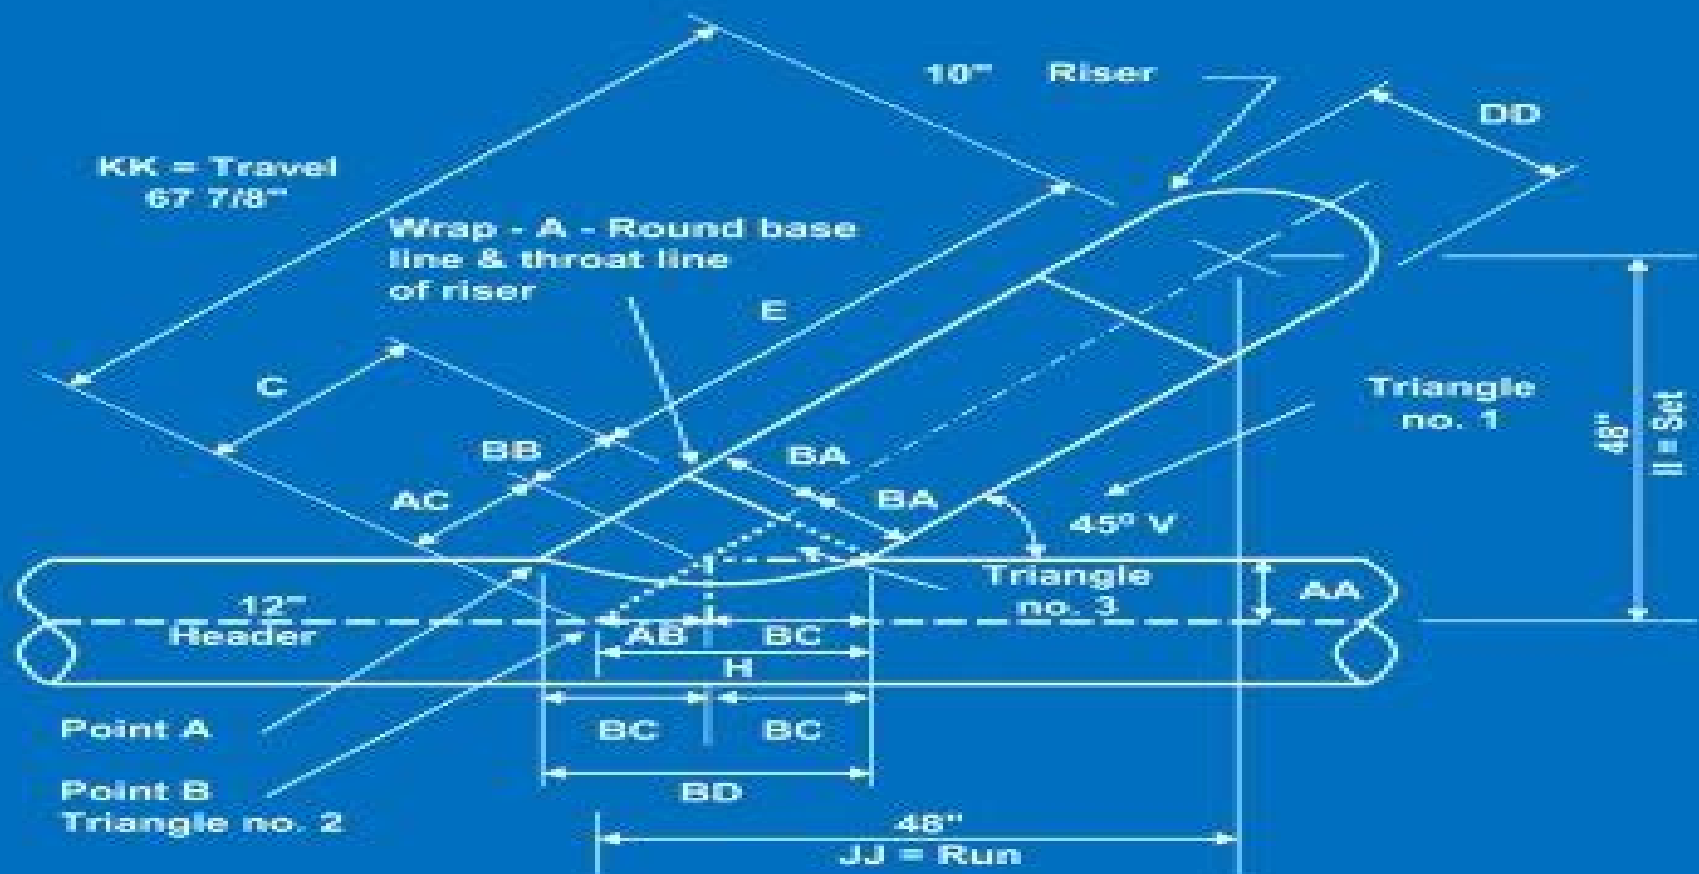 10" Riser
DD
KK = Travel
67 7/8"
Wrap - A - Round base
line & throat line
of riser
E
C
Triangle
no. 1
48"
II = Set
BB
BA
AC
BA
45° V
Triangle
no. 3
AA
12"
Header
AB
BC
H
Point A
BC
BC
Point B
Triangle no. 2
BD
48"
JJ = Run